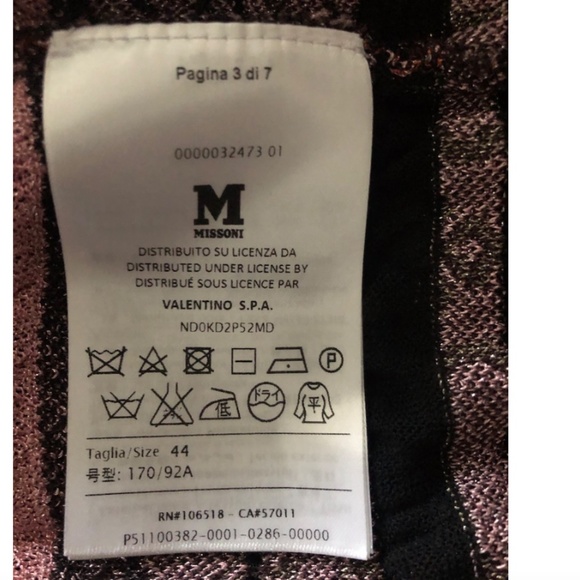 Pagina 3 di 7
0000032473 01
M
MISSONI
DISTRIBUITO SU LICENZA DA
DISTRIBUTED UNDER LICENSE BY
DISTRIBUÉ SOUS LICENCE PAR
VALENTINO S.P.A.
ND0KD2P52MD
P
低 ドライ 平
Taglia/Size 44
号型: 170/92A
RN#106518 - CA#57011
P51100382-0001-0286-00000